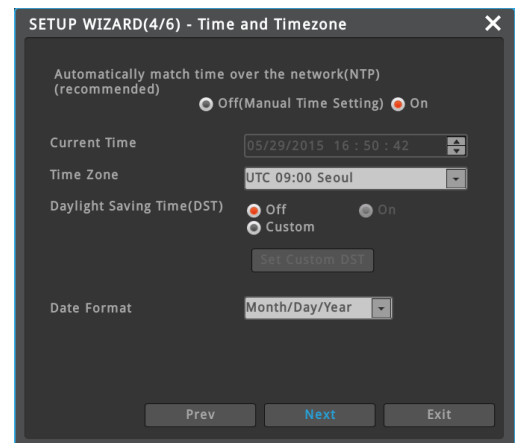 SETUP WIZARD(4/6) - Time and Timezone
Automatically match time over the network(NTP)
(recommended)
Off(Manual Time Setting) On
Current Time 05/29/2015 16 : 50 : 42
Time Zone UTC 09:00 Seoul
Daylight Saving Time(DST) Off On
Custom
Set Custom DST
Date Format Month/Day/Year
Prev Next Exit